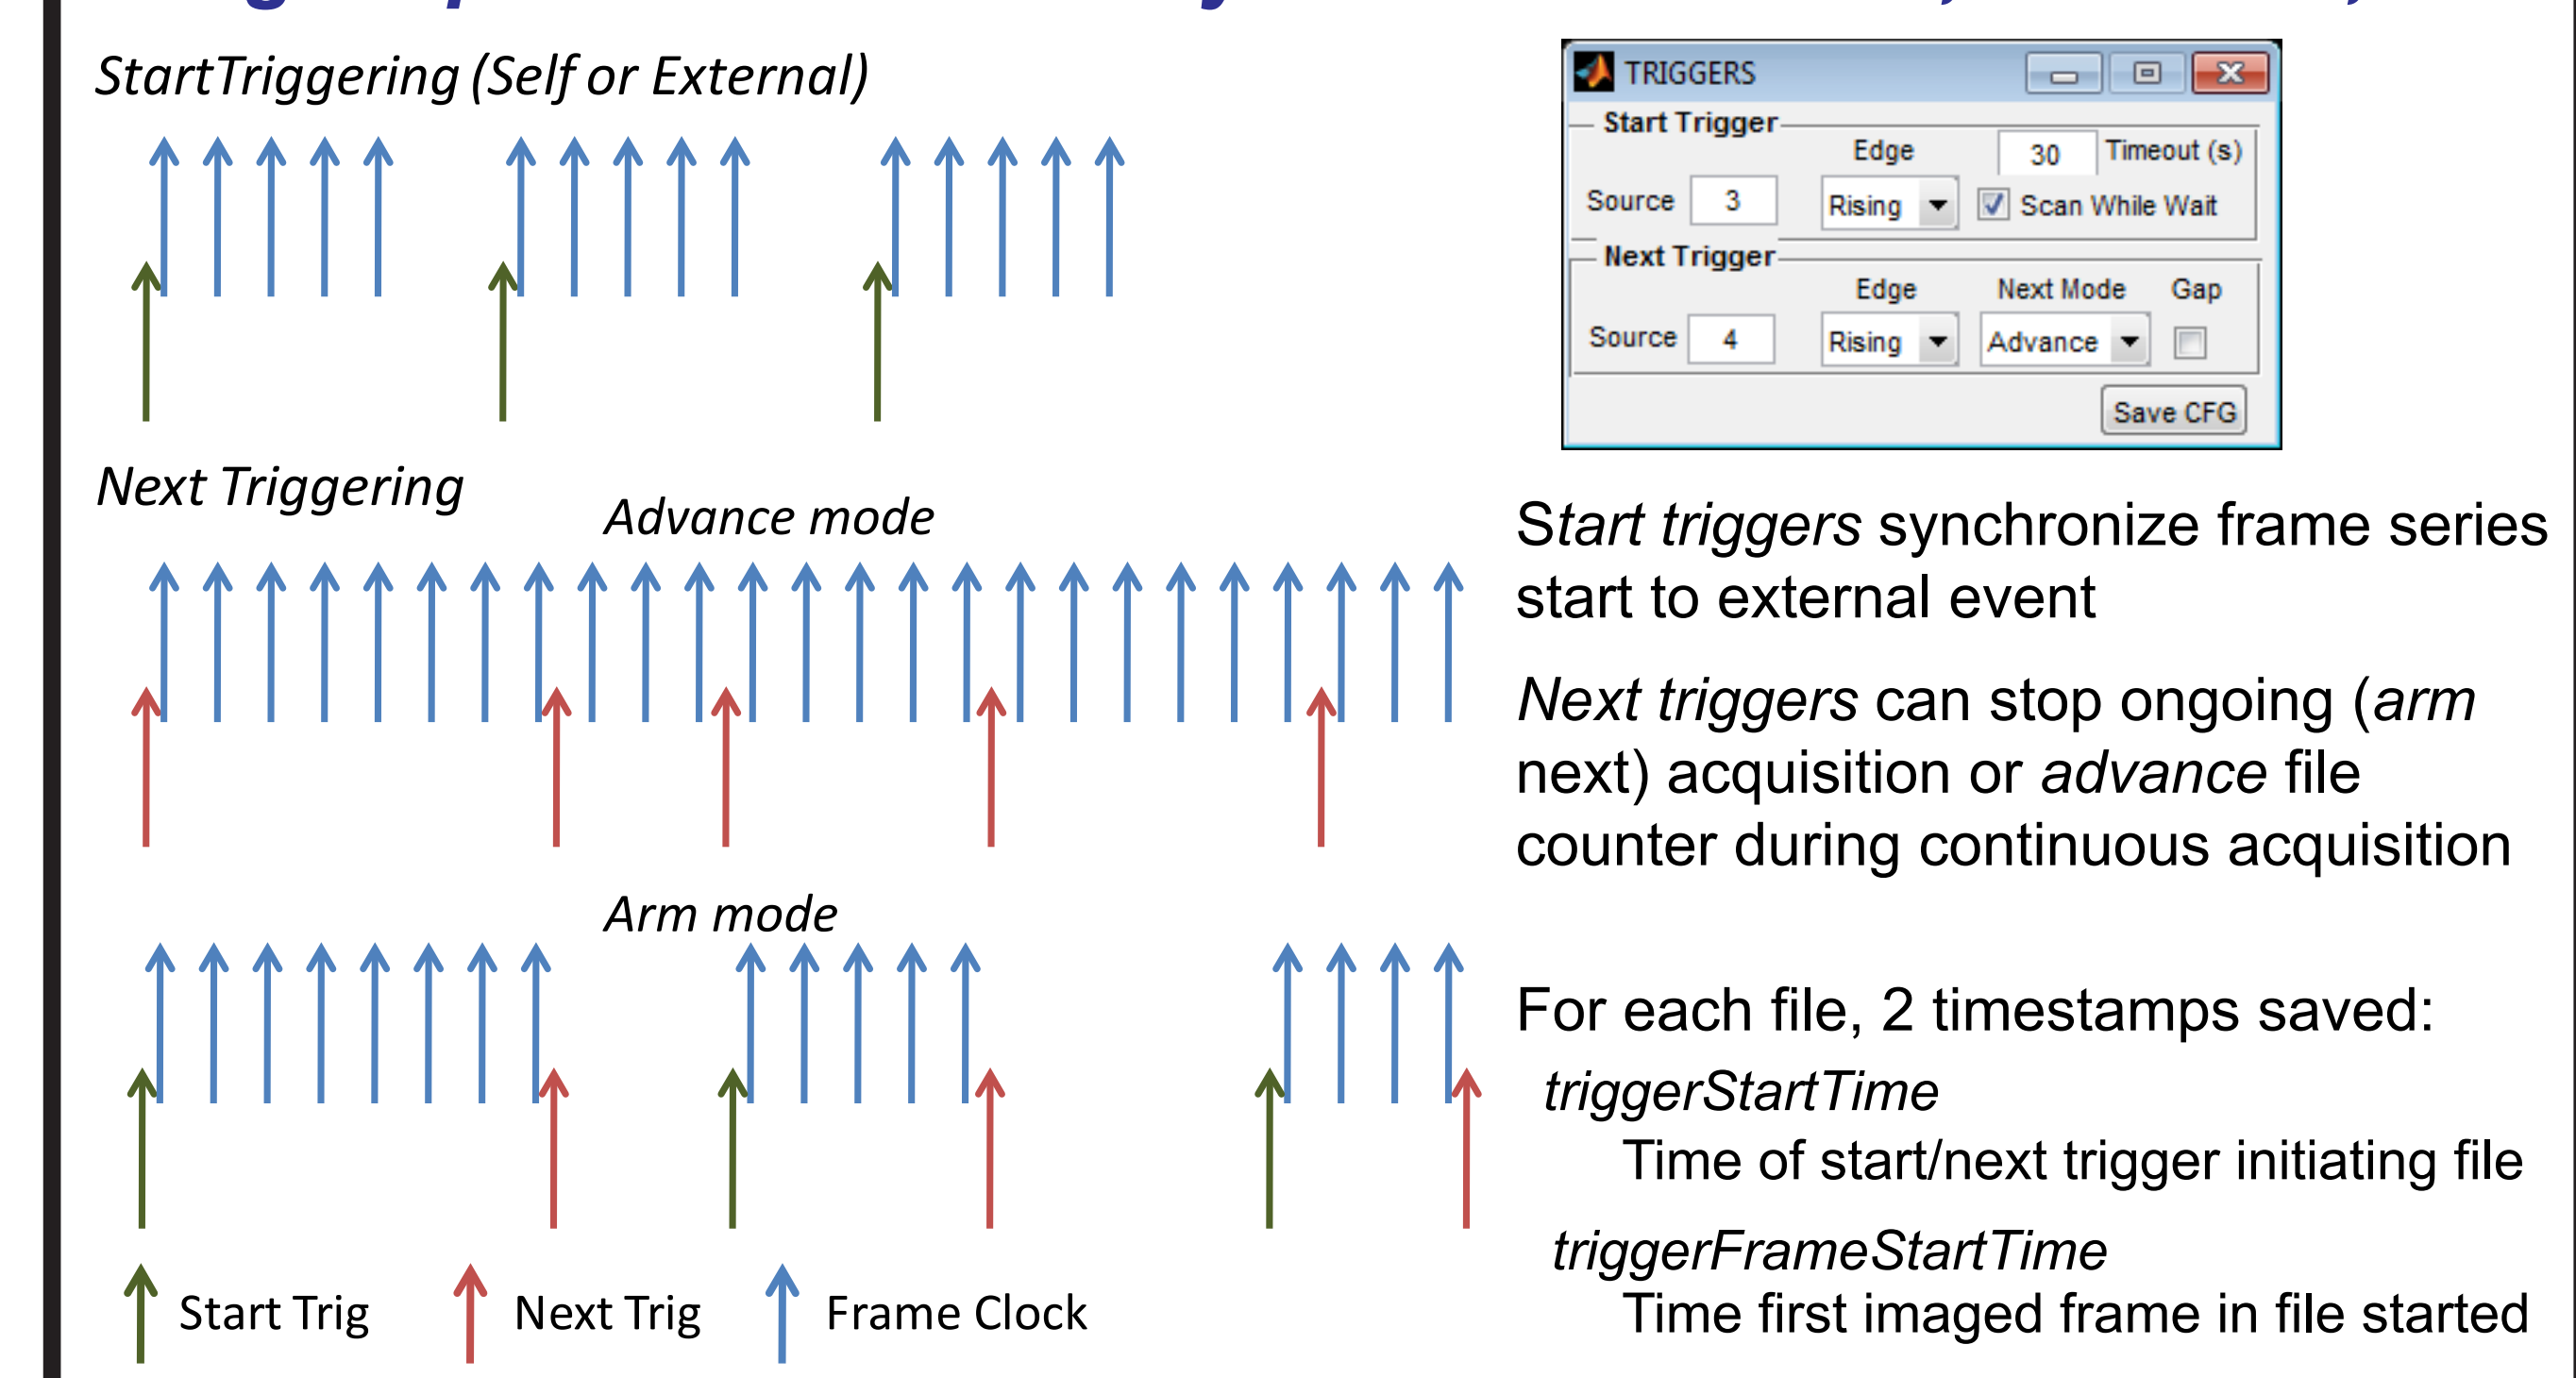 StartTriggering (Self or External)
Next Triggering
Advance mode
Arm mode
Start Trig
Next Trig
Frame Clock
TRIGGERS
Start Trigger
Edge
30
Timeout (s)
Source
3
Rising
Scan While Wait
Next Trigger
Edge
Next Mode
Gap
Source
4
Rising
Advance
Save CFG
Start triggers synchronize frame series
start to external event
Next triggers can stop ongoing (arm
next) acquisition or advance file
counter during continuous acquisition
For each file, 2 timestamps saved:
triggerStartTime
Time of start/next trigger initiating file
triggerFrameStartTime
Time first imaged frame in file started